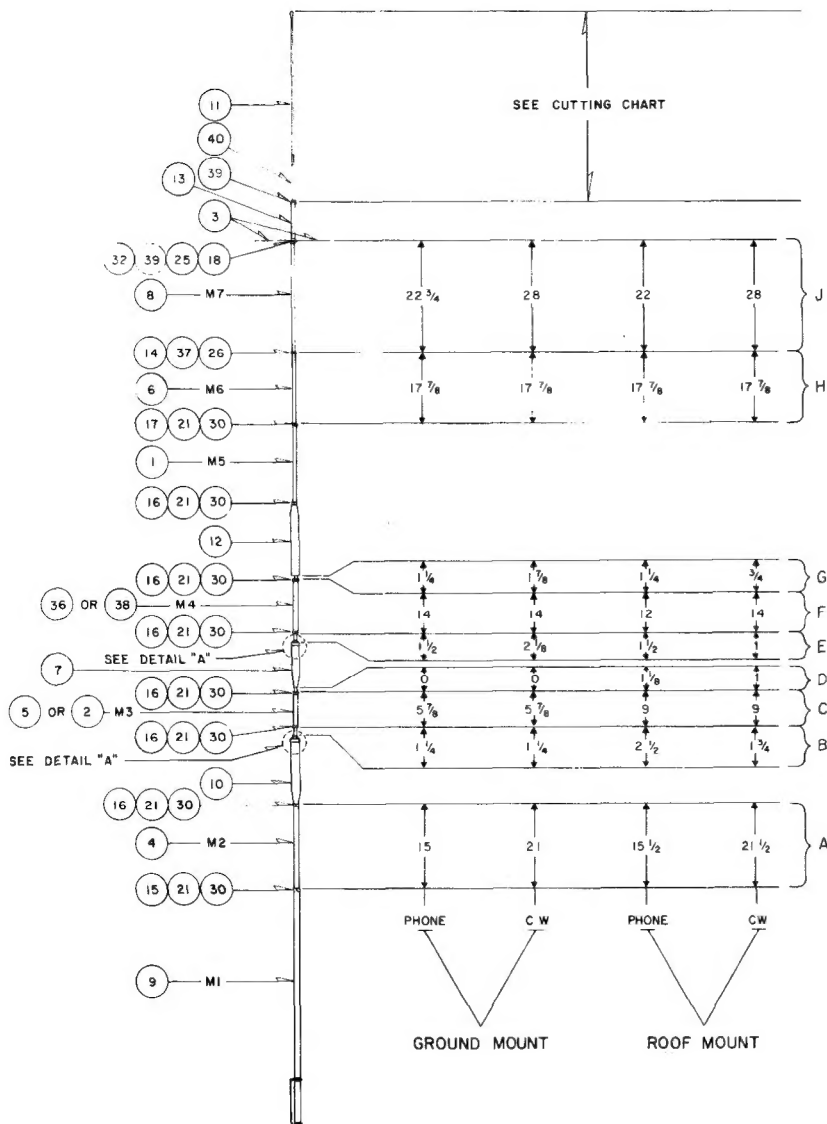 11
SEE CUTTING CHART
40
13 39
3
32 39 25 18
8 M7 22 3/4 28 22 28 J
14 37 26
6 M6 17 7/8 17 7/8 17 7/8 17 7/8 H
17 21 30
1 M5
16 21 30
12
16 21 30 1 1/4 1 7/8 1 1/4 3/4 G
36 OR 38 M4 14 14 12 14 F
16 21 30 1 1/2 2 1/8 1 1/2 1 E
SEE DETAIL "A"
7 0 0 1 1/8 1 D
16 21 30
5 OR 2 M3 5 7/8 5 7/8 9 9 C
16 21 30 1 1/4 1 1/4 2 1/2 1 3/4 B
SEE DETAIL "A"
10
16 21 30
4 M2 15 21 15 1/2 21 1/2 A
15 21 30
PHONE C W PHONE CW
9 M1
GROUND MOUNT ROOF MOUNT